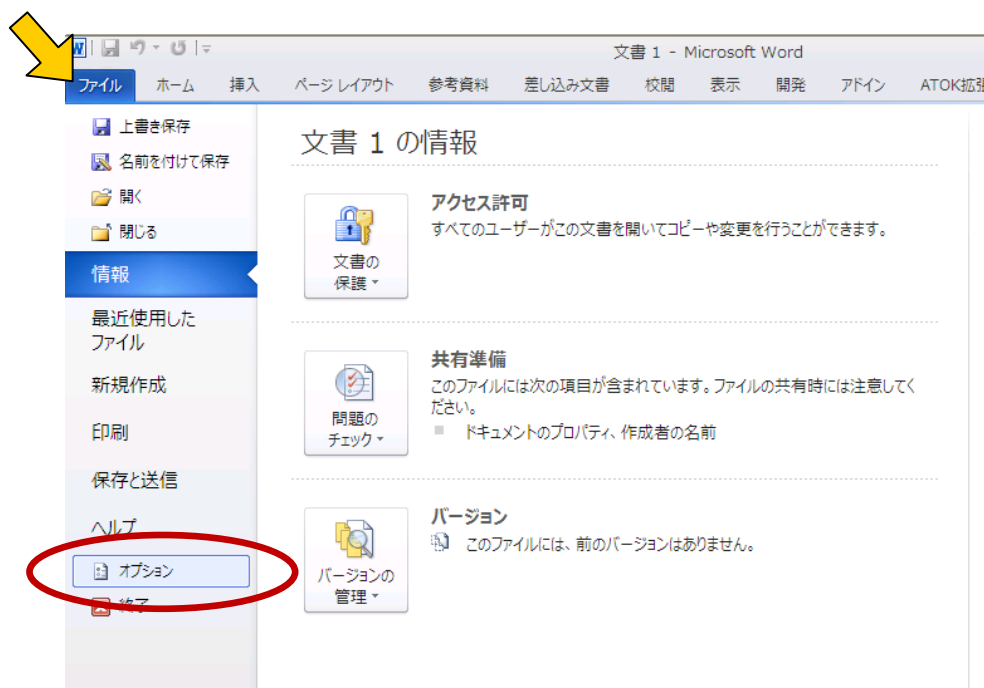 文書 1 - Microsoft Word
ファイル ホーム 挿入 ページ レイアウト 参考資料 差し込み文書 校閲 表示 開発 アドイン ATOK拡張
上書き保存
名前を付けて保存
開く
閉じる
情報
最近使用した
ファイル
新規作成
印刷
保存と送信
ヘルプ
オプション
終了
文書 1 の情報
文書の
保護
アクセス許可
すべてのユーザーがこの文書を開いてコピーや変更を行うことができます。
問題の
チェック
共有準備
このファイルには次の項目が含まれています。ファイルの共有時には注意してく
ださい。
ドキュメントのプロパティ、作成者の名前
バージョンの
管理
バージョン
このファイルには、前のバージョンはありません。